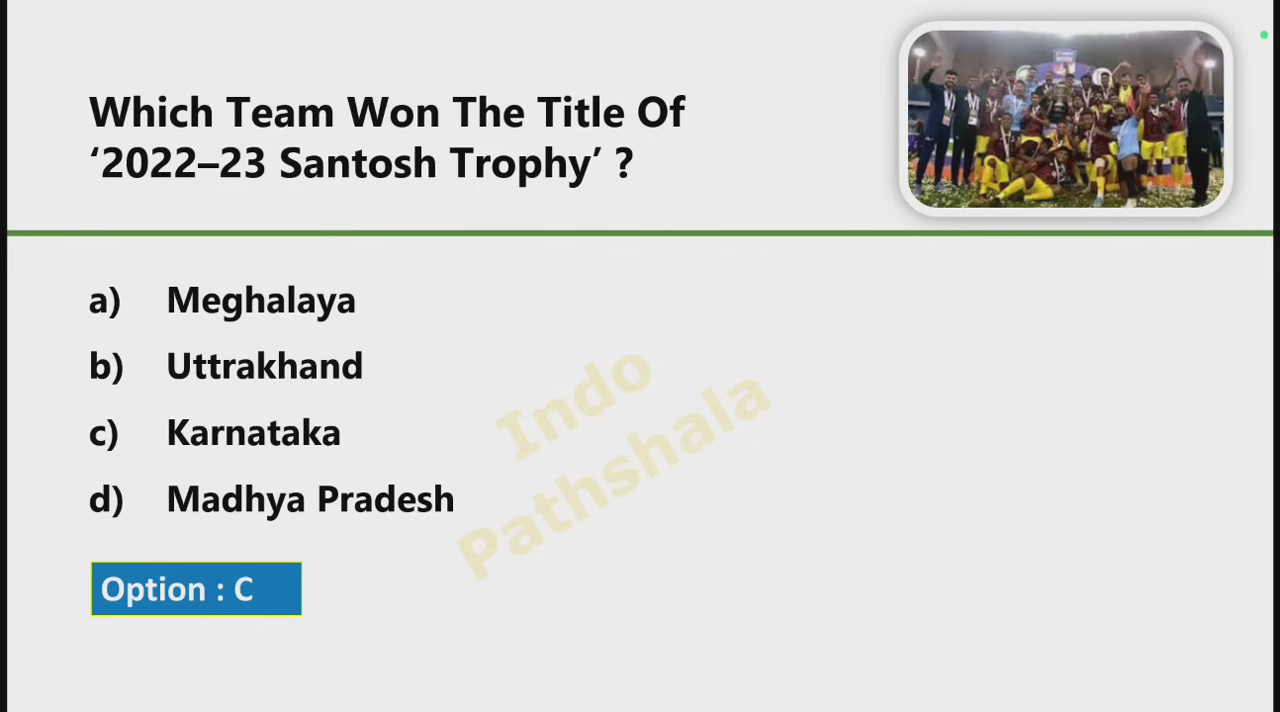 Which Team Won The Title Of
‘2022–23 Santosh Trophy’ ?
a) Meghalaya
b) Uttrakhand
c) Karnataka
d) Madhya Pradesh
Indo
Pathshala
Option : C